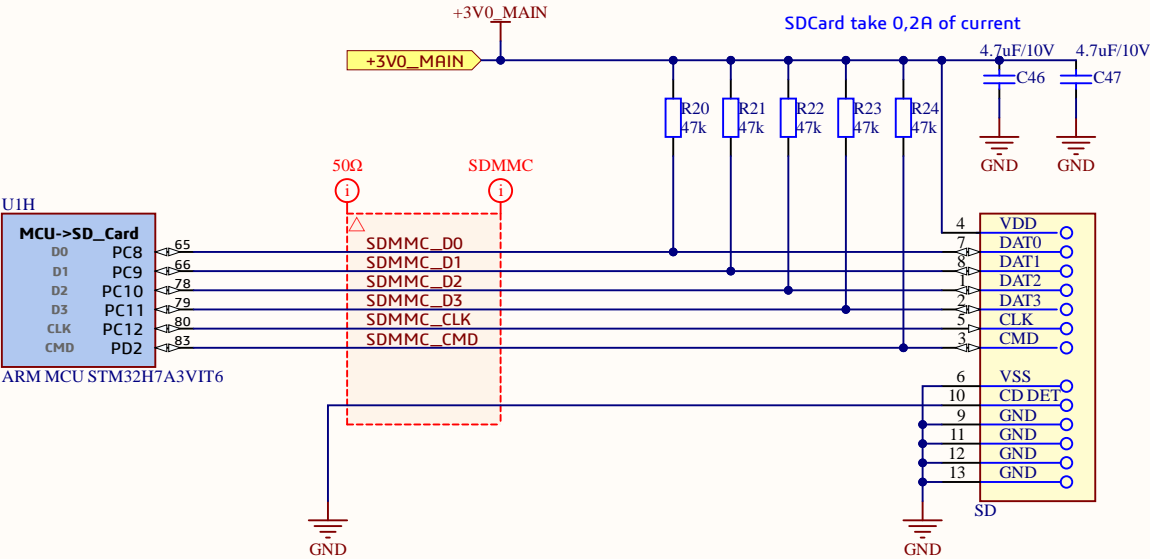 +3V0_MAIN
SDCard take 0,2A of current
+3V0_MAIN
4.7uF/10V
4.7uF/10V
C46
C47
R20
47k
R21
47k
R22
47k
R23
47k
R24
47k
GND
GND
50Ω
SDMMC
i
i
U1H
MCU->SD_Card
D0 PC8 65
D1 PC9 66
D2 PC10 78
D3 PC11 79
CLK PC12 80
CMD PD2 83
ARM MCU STM32H7A3VIT6
SDMMC_D0
SDMMC_D1
SDMMC_D2
SDMMC_D3
SDMMC_CLK
SDMMC_CMD
4 VDD
7 DAT0
8 DAT1
1 DAT2
2 DAT3
5 CLK
3 CMD
6 VSS
10 CD DET
9 GND
11 GND
12 GND
13 GND
SD
GND
GND